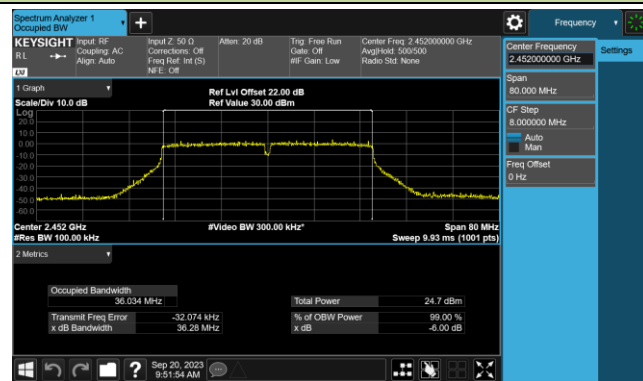 Spectrum Analyzer 1
Occupied BW
Frequency
KEYSIGHT
R L
LXI
Input: RF
Coupling: AC
Align: Auto
Input Z: 50 Ω
Corrections: Off
Freq Ref: Int (S)
NFE: Off
Atten: 20 dB
Trig: Free Run
Gate: Off
#IF Gain: Low
Center Freq: 2.452000000 GHz
Avg|Hold: 500/500
Radio Std: None
Center Frequency
2.452000000 GHz
Settings
Span
80.000 MHz
CF Step
8.000000 MHz
Auto
Man
Freq Offset
0 Hz
1 Graph
Scale/Div 10.0 dB
Ref Lvl Offset 22.00 dB
Ref Value 30.00 dBm
Log
20.0
10.0
0.00
-10.0
-20.0
-30.0
-40.0
-50.0
-60.0
Center 2.452 GHz
#Res BW 100.00 kHz
#Video BW 300.00 kHz*
Span 80 MHz
Sweep 9.93 ms (1001 pts)
2 Metrics
Occupied Bandwidth
36.034 MHz
Total Power 24.7 dBm
Transmit Freq Error -32.074 kHz
% of OBW Power 99.00 %
x dB Bandwidth 36.28 MHz
x dB -6.00 dB
Sep 20, 2023
9:51:54 AM